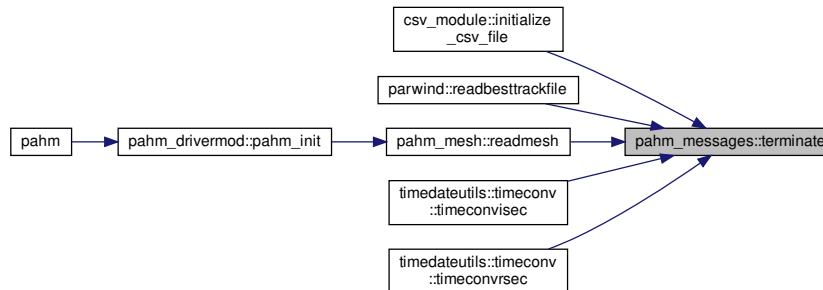 csv_module::initialize
_csv_file
parwind::readbesttrackfile
pahm
pahm_drivermod::pahm_init
pahm_mesh::readmesh
pahm_messages::terminate
timedateutils::timeconv
::timeconvisec
timedateutils::timeconv
::timeconvrsec